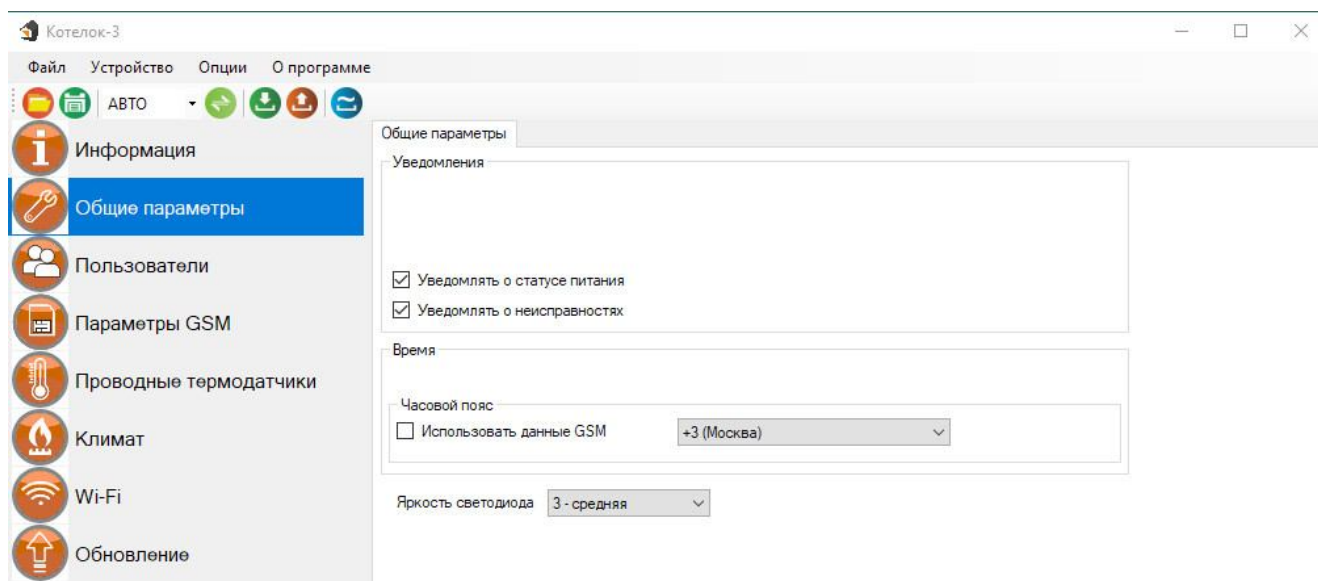 Котелок-3
Файл Устройство Опции О программе
АВТО
Информация
Общие параметры
Пользователи
Параметры GSM
Проводные термодатчики
Климат
Wi-Fi
Обновление
Общие параметры
Уведомления
Уведомлять о статусе питания
Уведомлять о неисправностях
Время
Часовой пояс
Использовать данные GSM +3 (Москва)
Яркость светодиода 3 - средняя